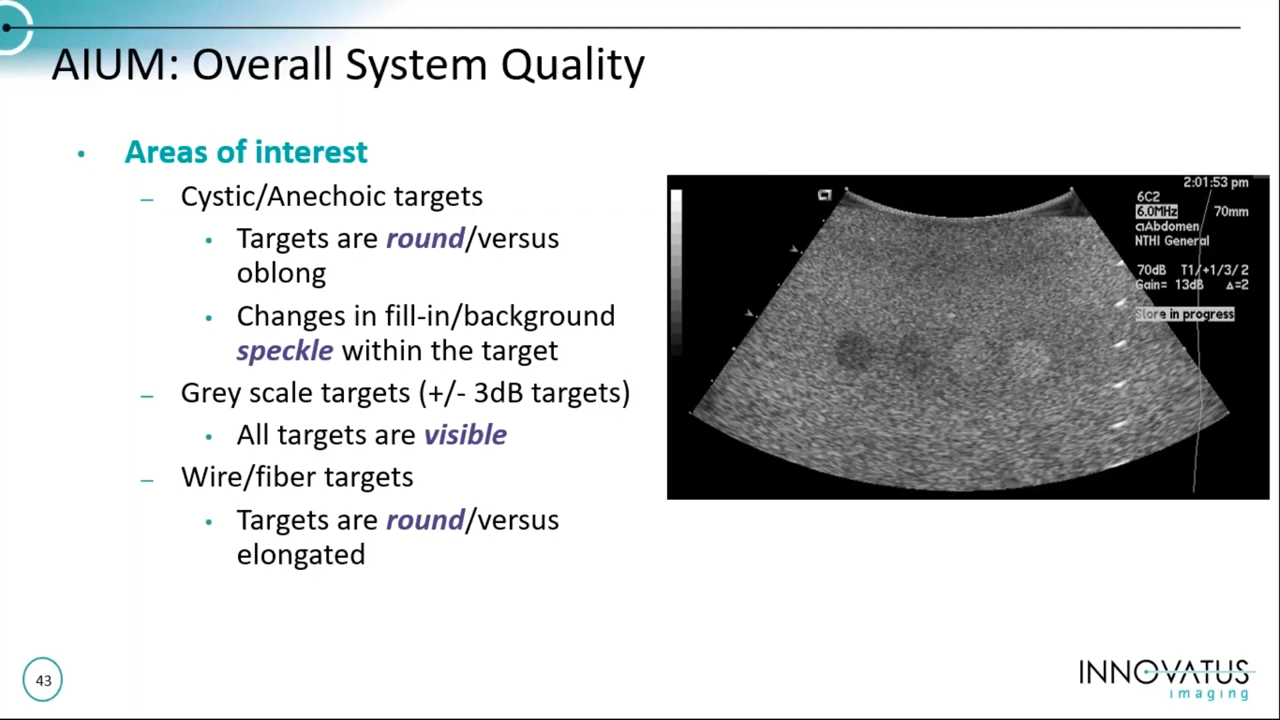 AIUM: Overall System Quality
• Areas of interest
– Cystic/Anechoic targets
• Targets are round/versus
oblong
• Changes in fill-in/background
speckle within the target
– Grey scale targets (+/- 3dB targets)
• All targets are visible
– Wire/fiber targets
• Targets are round/versus
elongated
2:01:53 pm
6C2
6.0MHz 70mm
Abdomen
NTHI General
70dB T1/+1/3/2
Gain= 13dB Δ=2
Store in progress
43
INNOVATUS
imaging